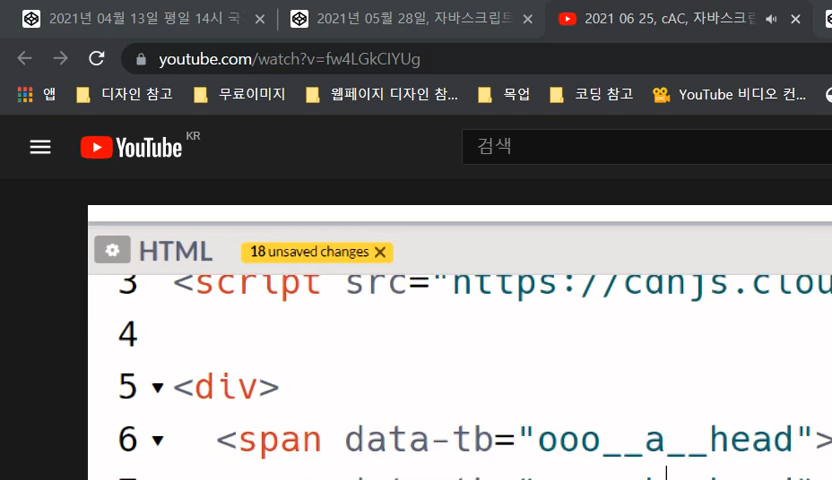 2021년 04월 13일 평일 14시 국
2021년 05월 28일, 자바스크립트
2021 06 25, cAC, 자바스크립
youtube.com/watch?v=fw4LGkCIYUg
앱 디자인 참고 무료이미지 웹페이지 디자인 참... 목업 코딩 참고 YouTube 비디오 컨...
YouTube KR 검색
HTML 18 unsaved changes
3 <script src="https://cdnjs.clou
4
5 <div>
6 <span data-tb="ooo__a__head">